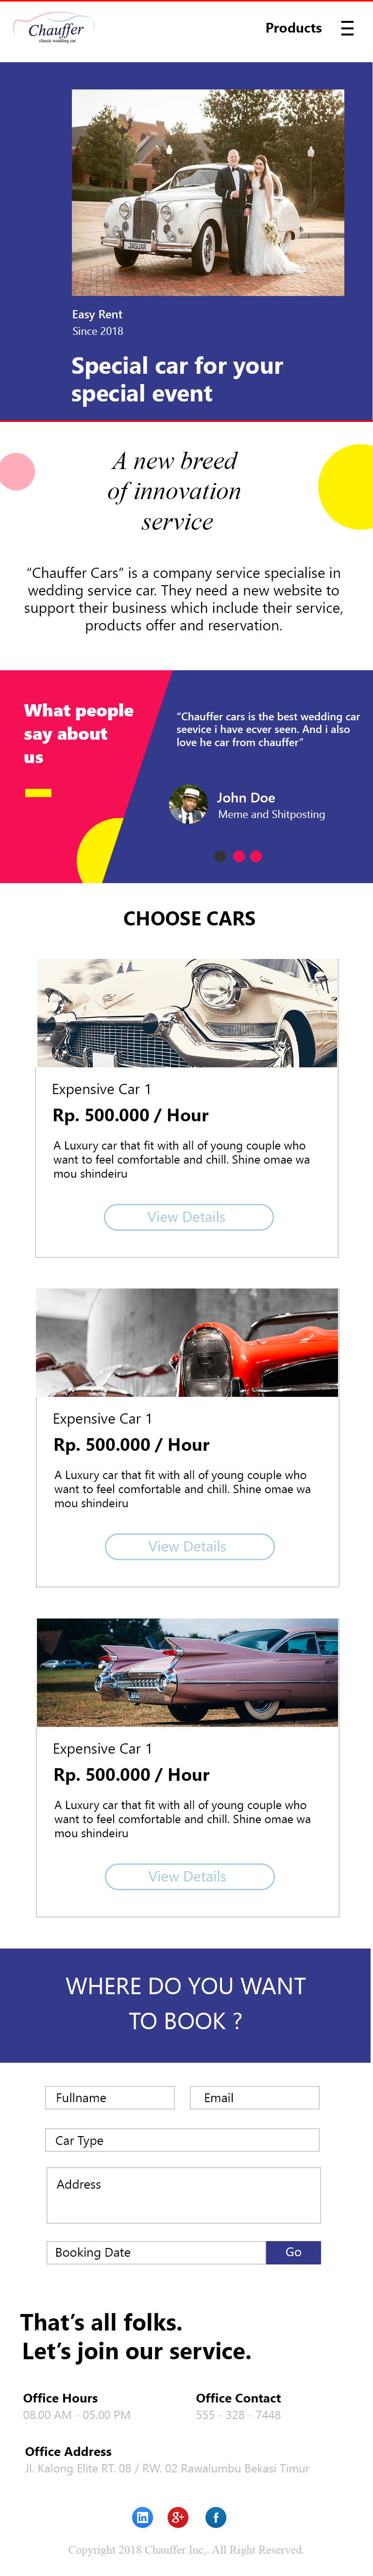 Chauffer
classic wedding car
Products
JAGUAR
Easy Rent
Since 2018
Special car for your
special event
A new breed
of innovation
service
“Chauffer Cars” is a company service specialise in
wedding service car. They need a new website to
support their business which include their service,
products offer and reservation.
What people
say about
us
“Chauffer cars is the best wedding car
seevice i have ecver seen. And i also
love he car from chauffer”
John Doe
Meme and Shitposting
CHOOSE CARS
Expensive Car 1
Rp. 500.000 / Hour
A Luxury car that fit with all of young couple who
want to feel comfortable and chill. Shine omae wa
mou shindeiru
View Details
Expensive Car 1
Rp. 500.000 / Hour
A Luxury car that fit with all of young couple who
want to feel comfortable and chill. Shine omae wa
mou shindeiru
View Details
Expensive Car 1
Rp. 500.000 / Hour
A Luxury car that fit with all of young couple who
want to feel comfortable and chill. Shine omae wa
mou shindeiru
View Details
WHERE DO YOU WANT
TO BOOK ?
Fullname Email
Car Type
Address
Booking Date Go
That’s all folks.
Let’s join our service.
Office Hours Office Contact
08.00 AM - 05.00 PM 555 - 328 - 7448
Office Address
Jl. Kalong Elite RT. 08 / RW. 02 Rawalumbu Bekasi Timur
in g+ f
Copyright 2018 Chauffer Inc,. All Right Reserved.